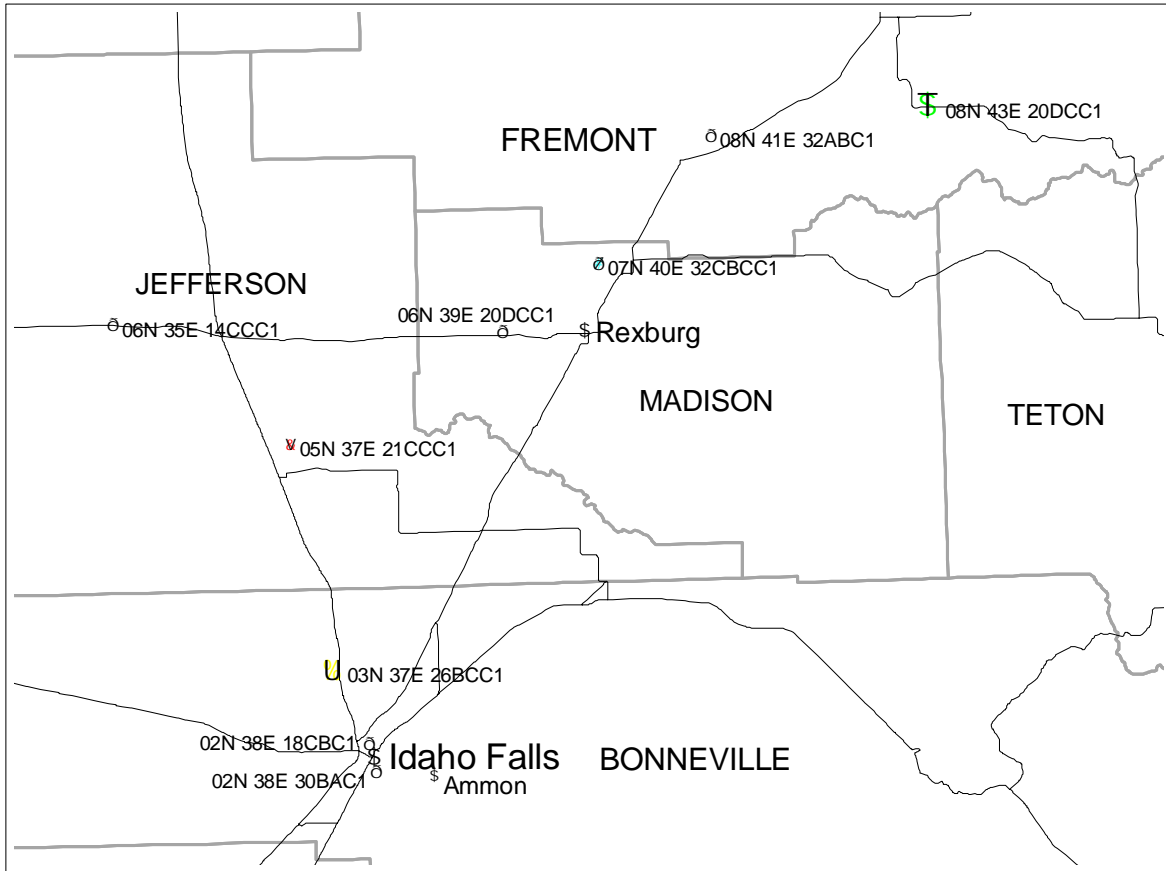 08N 43E 20DCC1
FREMONT
08N 41E 32ABC1
07N 40E 32CBCC1
JEFFERSON
06N 39E 20DCC1
06N 35E 14CCC1
Rexburg
MADISON
TETON
05N 37E 21CCC1
03N 37E 26BCC1
02N 38E 18CBC1
Idaho Falls
BONNEVILLE
02N 38E 30BAC1
Ammon